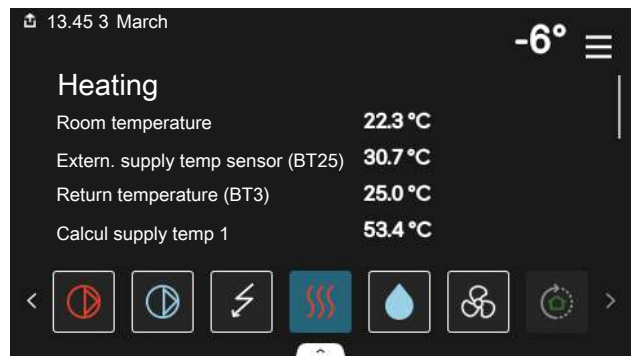 13.45 3 March
-6°
Heating
Room temperature 22.3 °C
Extern. supply temp sensor (BT25) 30.7 °C
Return temperature (BT3) 25.0 °C
Calcul supply temp 1 53.4 °C